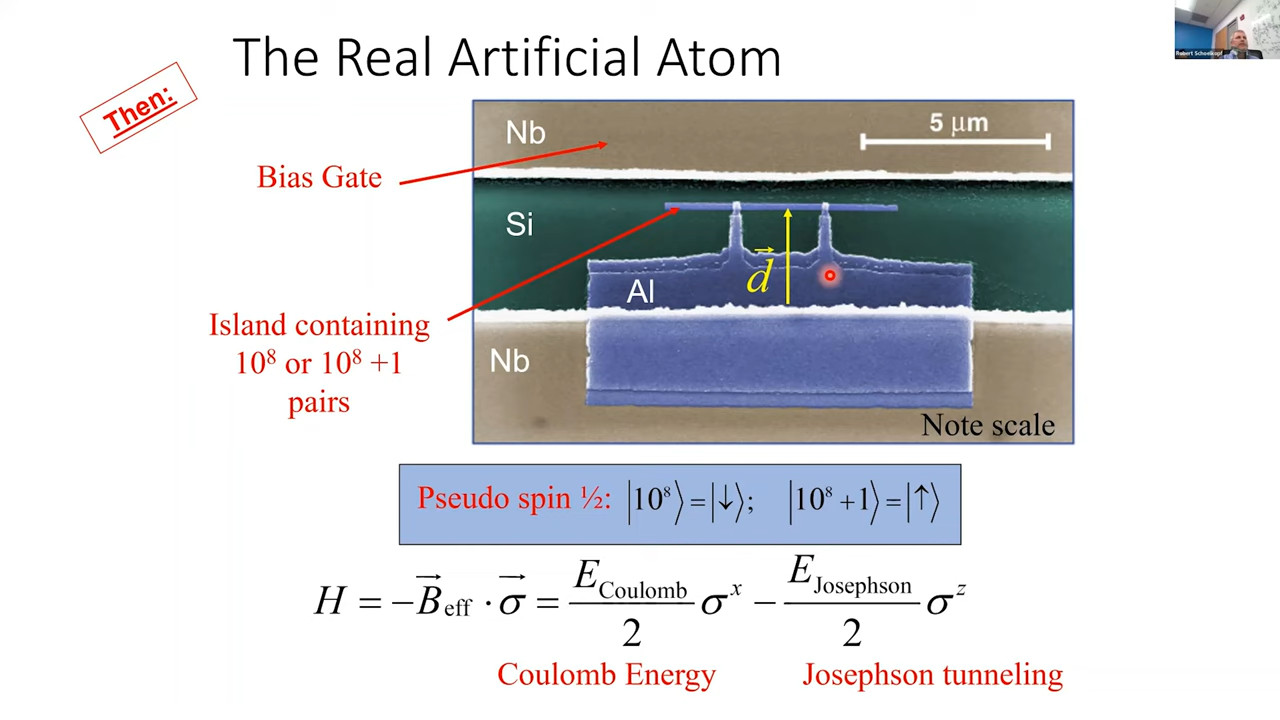 The Real Artificial Atom
Robert Schoelkopf
Then:
Nb
5 μm
Bias Gate
Si
d⃗
Al
Island containing
10⁸ or 10⁸ +1
pairs
Nb
Note scale
Pseudo spin ½: |10⁸⟩ = |↓⟩; |10⁸ +1⟩ = |↑⟩
H = −B⃗eff · σ⃗ = E_Coulomb/2 σˣ − E_Josephson/2 σᶻ
Coulomb Energy Josephson tunneling